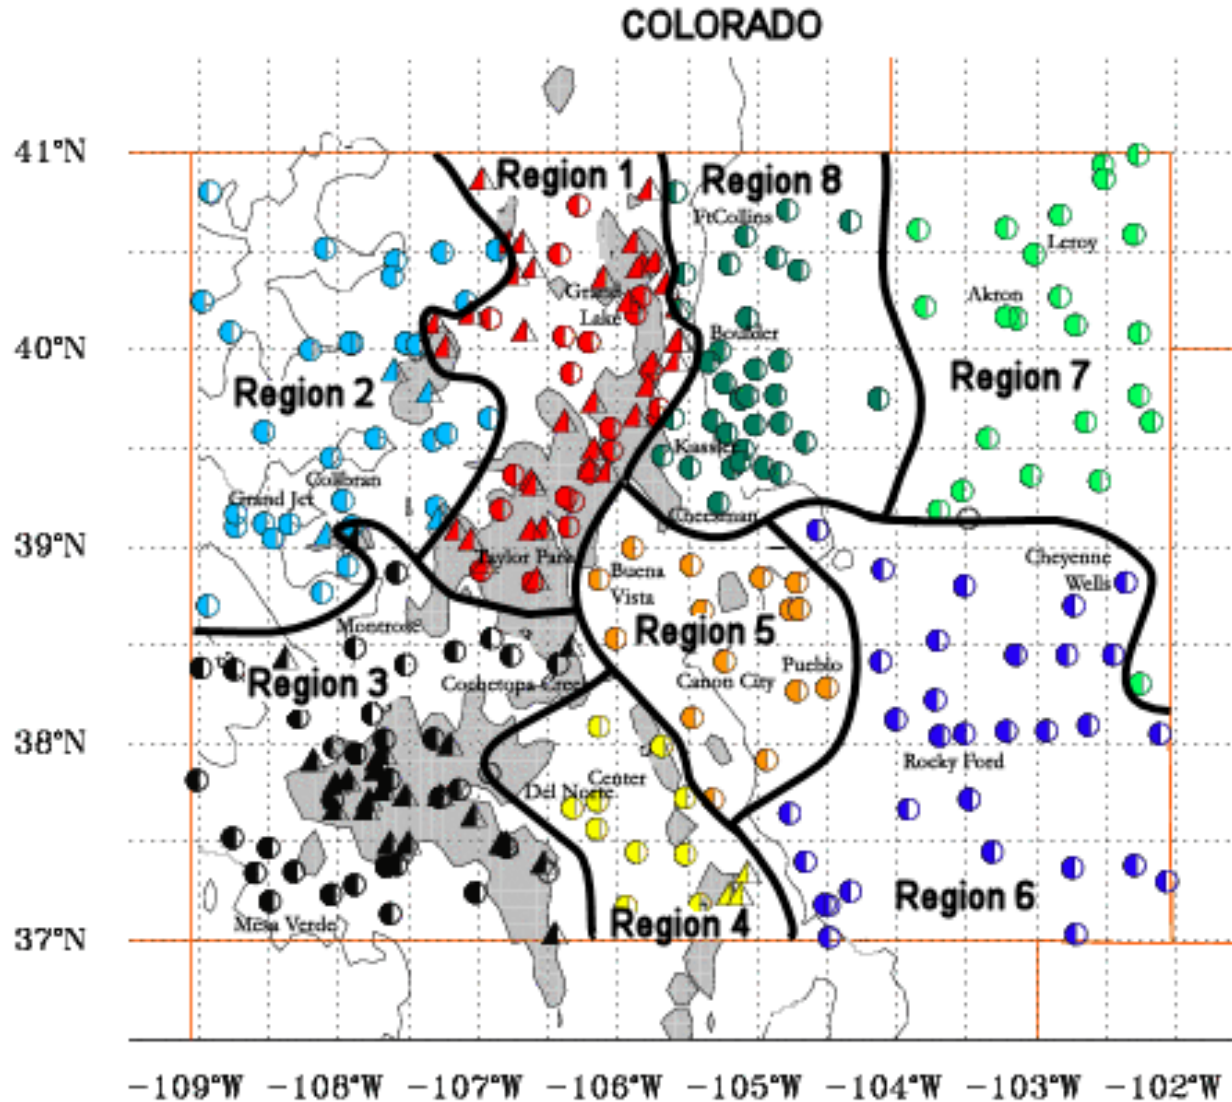 COLORADO
41°N
Region 1
Region 8
FtCollins
Leroy
Grand
Lake
Akron
40°N
Boulder
Region 2
Region 7
Kassler
Collbran
Grand Jct
Cheesman
39°N
Taylor Park
Buena
Vista
Cheyenne
Wells
Montrose
Region 5
Pueblo
Region 3
Cochetopa Creek
Canon City
38°N
Rocky Ford
Center
Del Norte
Region 6
Mesa Verde
Region 4
37°N
-109°W -108°W -107°W -106°W -105°W -104°W -103°W -102°W